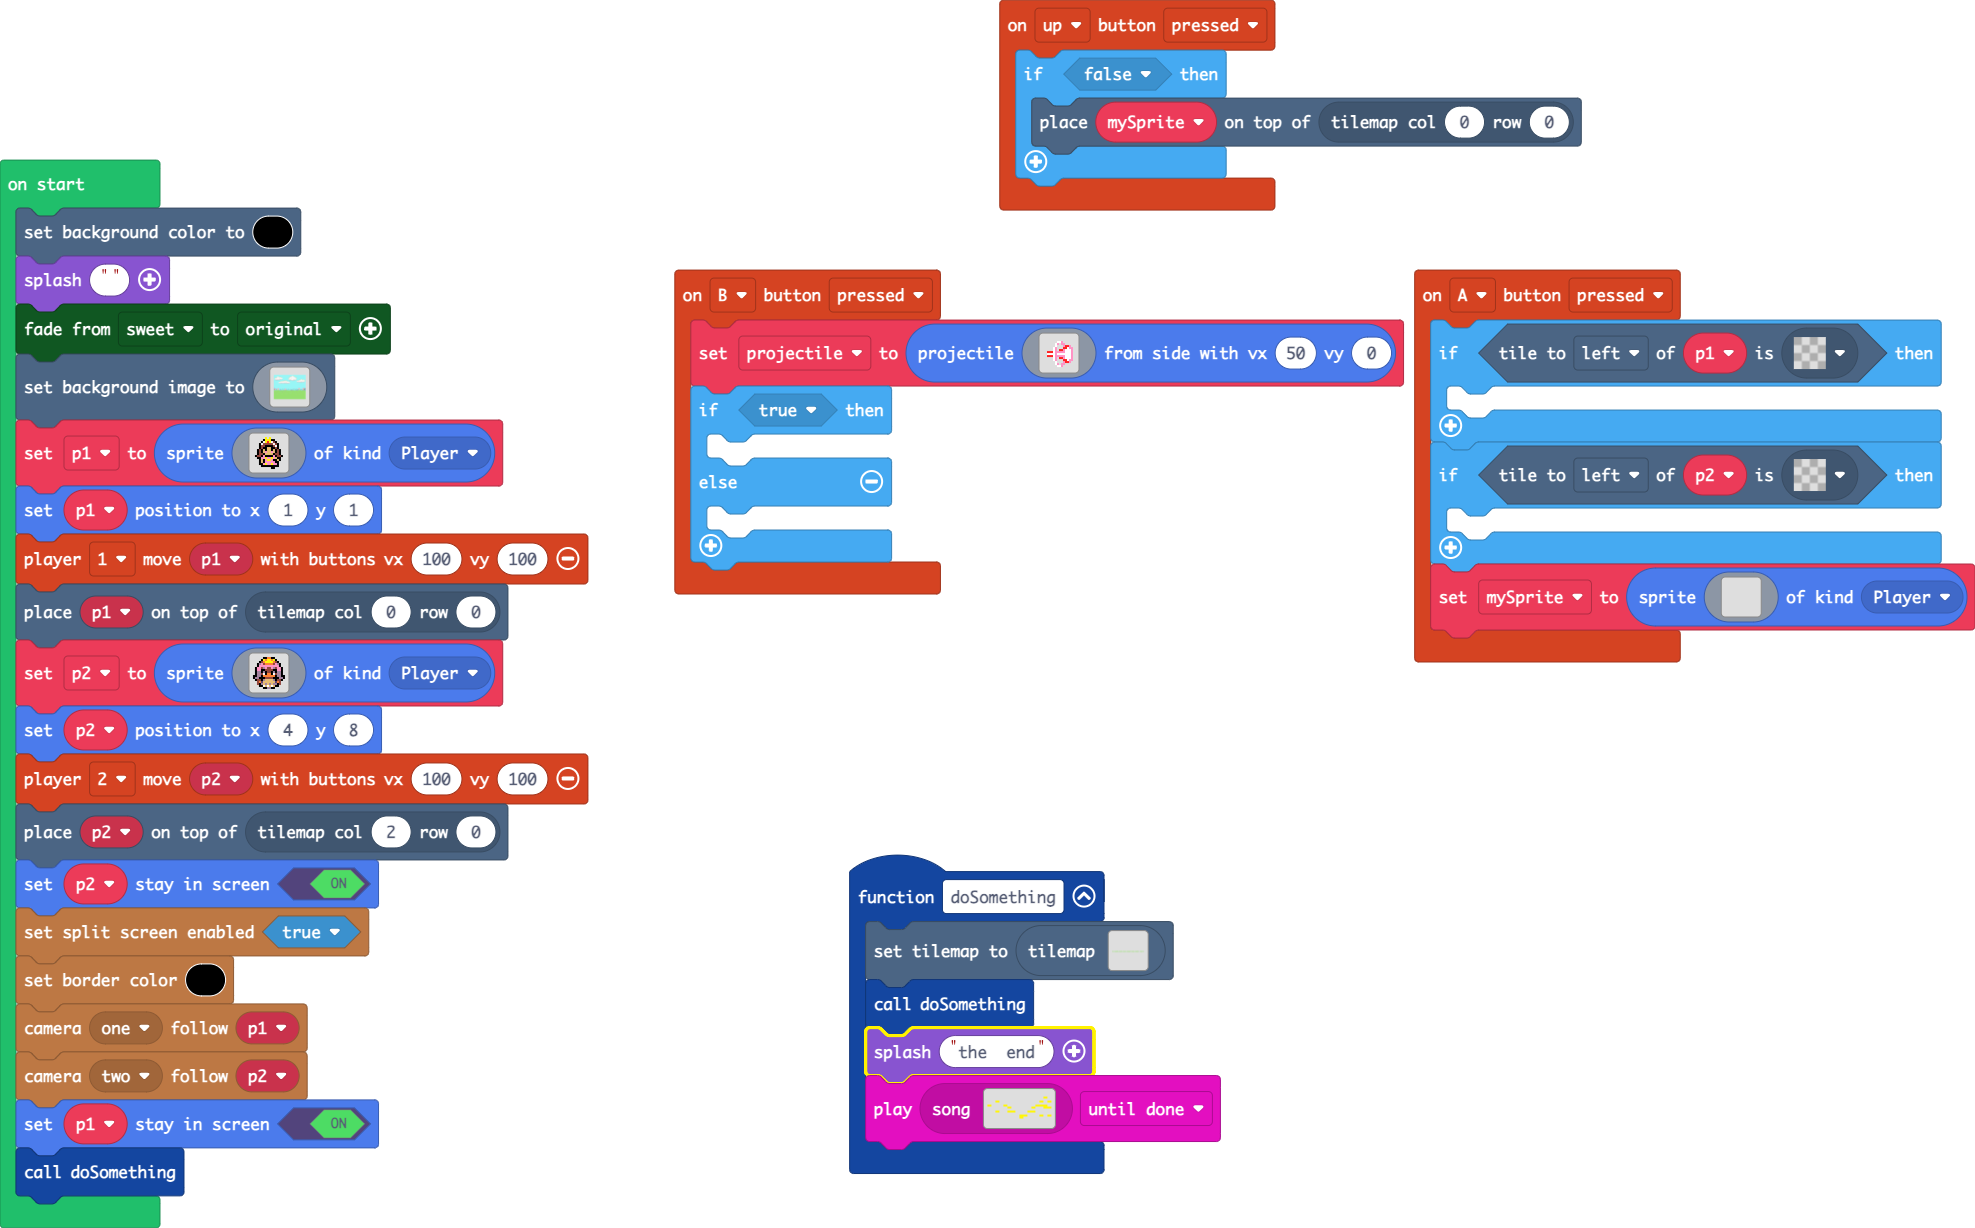 on start
set background color to
splash " "
fade from sweet to original
set background image to
set p1 to sprite of kind Player
set p1 position to x 1 y 1
player 1 move p1 with buttons vx 100 vy 100
place p1 on top of tilemap col 0 row 0
set p2 to sprite of kind Player
set p2 position to x 4 y 8
player 2 move p2 with buttons vx 100 vy 100
place p2 on top of tilemap col 2 row 0
set p2 stay in screen ON
set split screen enabled true
set border color
camera one follow p1
camera two follow p2
set p1 stay in screen ON
call doSomething
on up button pressed
if false then
place mySprite on top of tilemap col 0 row 0
on B button pressed
set projectile to projectile from side with vx 50 vy 0
if true then
else
on A button pressed
if tile to left of p1 is then
if tile to left of p2 is then
set mySprite to sprite of kind Player
function doSomething
set tilemap to tilemap
call doSomething
splash "the end"
play song until done